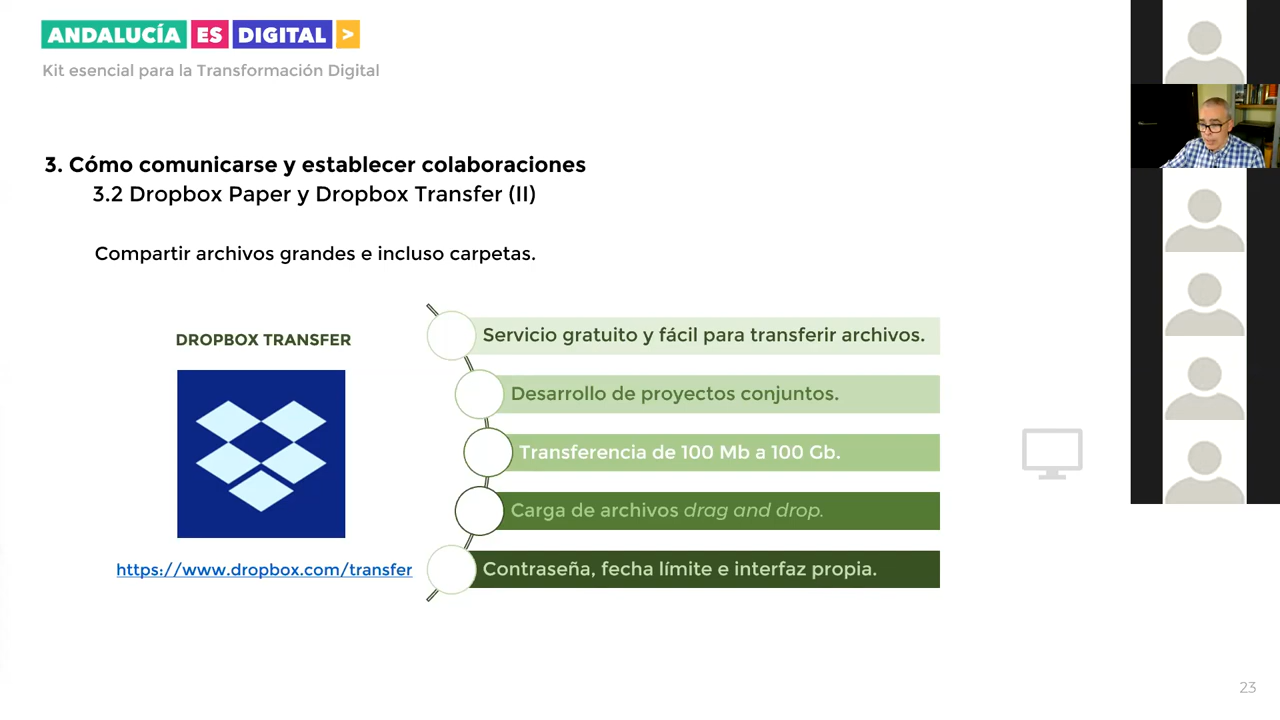 ANDALUCÍA ES DIGITAL >
Kit esencial para la Transformación Digital
3. Cómo comunicarse y establecer colaboraciones
3.2 Dropbox Paper y Dropbox Transfer (II)
Compartir archivos grandes e incluso carpetas.
DROPBOX TRANSFER
https://www.dropbox.com/transfer
Servicio gratuito y fácil para transferir archivos.
Desarrollo de proyectos conjuntos.
Transferencia de 100 Mb a 100 Gb.
Carga de archivos drag and drop.
Contraseña, fecha límite e interfaz propia.
23